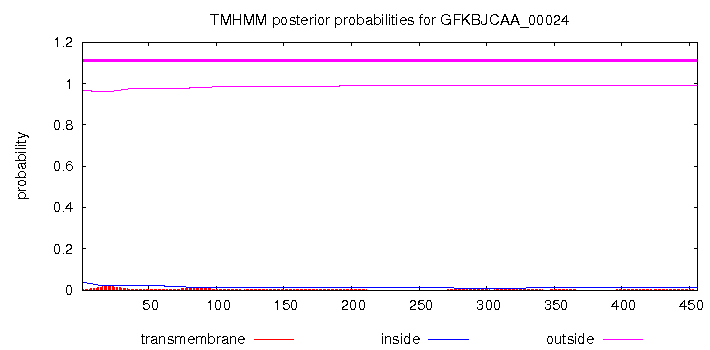 TMHMM posterior probabilities for GFKBJCAA_00024
1.2
1
0.8
0.6
0.4
0.2
0
probability
50 100 150 200 250 300 350 400 450
transmembrane inside outside